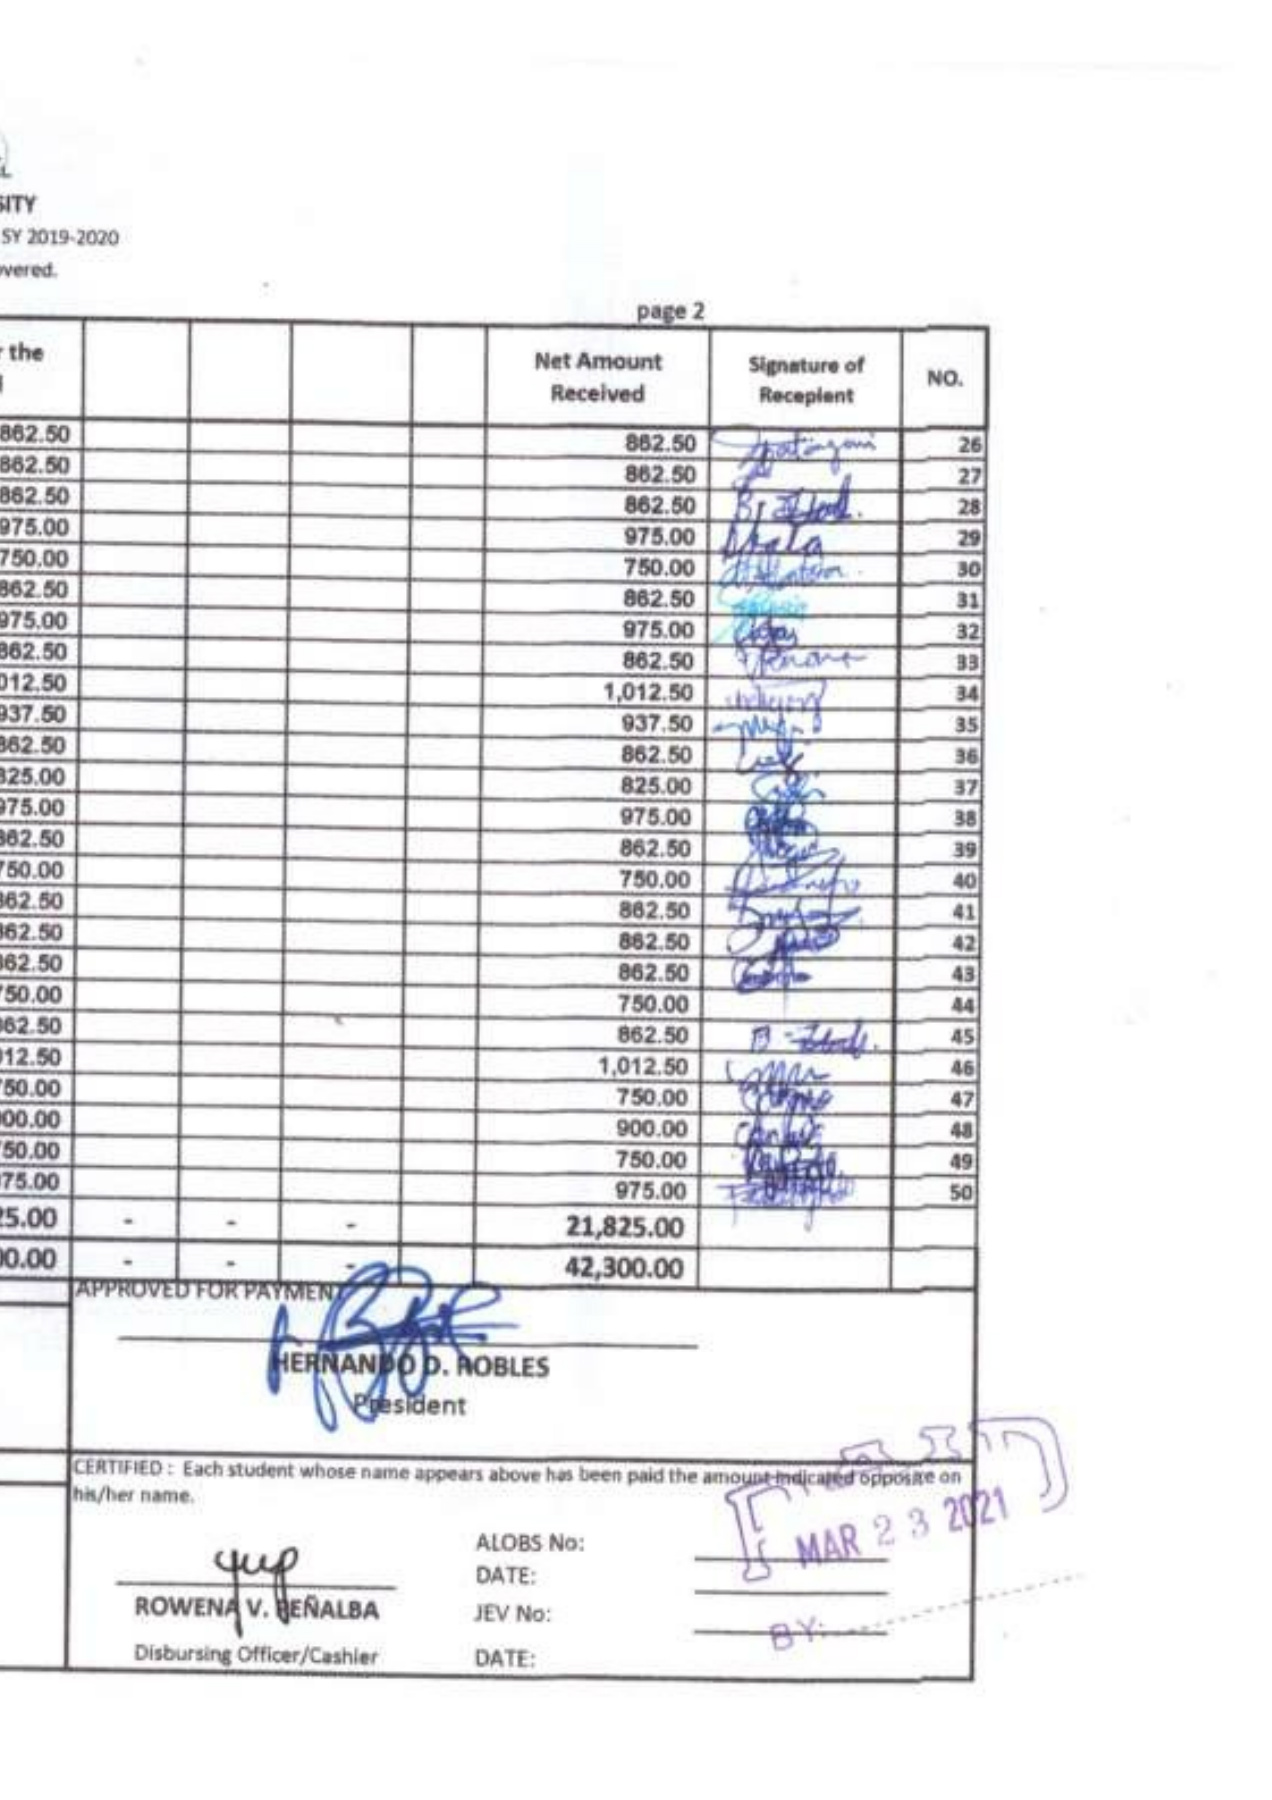 SITY
SY 2019-2020
overed.
page 2
r the Net Amount Received Signature of Recepient NO.
862.50 862.50 26
862.50 862.50 27
862.50 862.50 28
975.00 975.00 29
750.00 750.00 30
862.50 862.50 31
975.00 975.00 32
862.50 862.50 33
012.50 1,012.50 34
937.50 937.50 35
862.50 862.50 36
825.00 825.00 37
975.00 975.00 38
862.50 862.50 39
750.00 750.00 40
862.50 862.50 41
862.50 862.50 42
862.50 862.50 43
750.00 750.00 44
862.50 862.50 45
012.50 1,012.50 46
750.00 750.00 47
900.00 900.00 48
750.00 750.00 49
975.00 975.00 50
25.00 - - - 21,825.00
00.00 - - - 42,300.00
APPROVED FOR PAYMENT
HERNANDO D. ROBLES
President
CERTIFIED : Each student whose name appears above has been paid the amount indicated opposite on
his/her name.
MAR 23 2021
ALOBS No:
DATE:
ROWENA V. PEÑALBA JEV No:
BY:
Disbursing Officer/Cashier DATE: